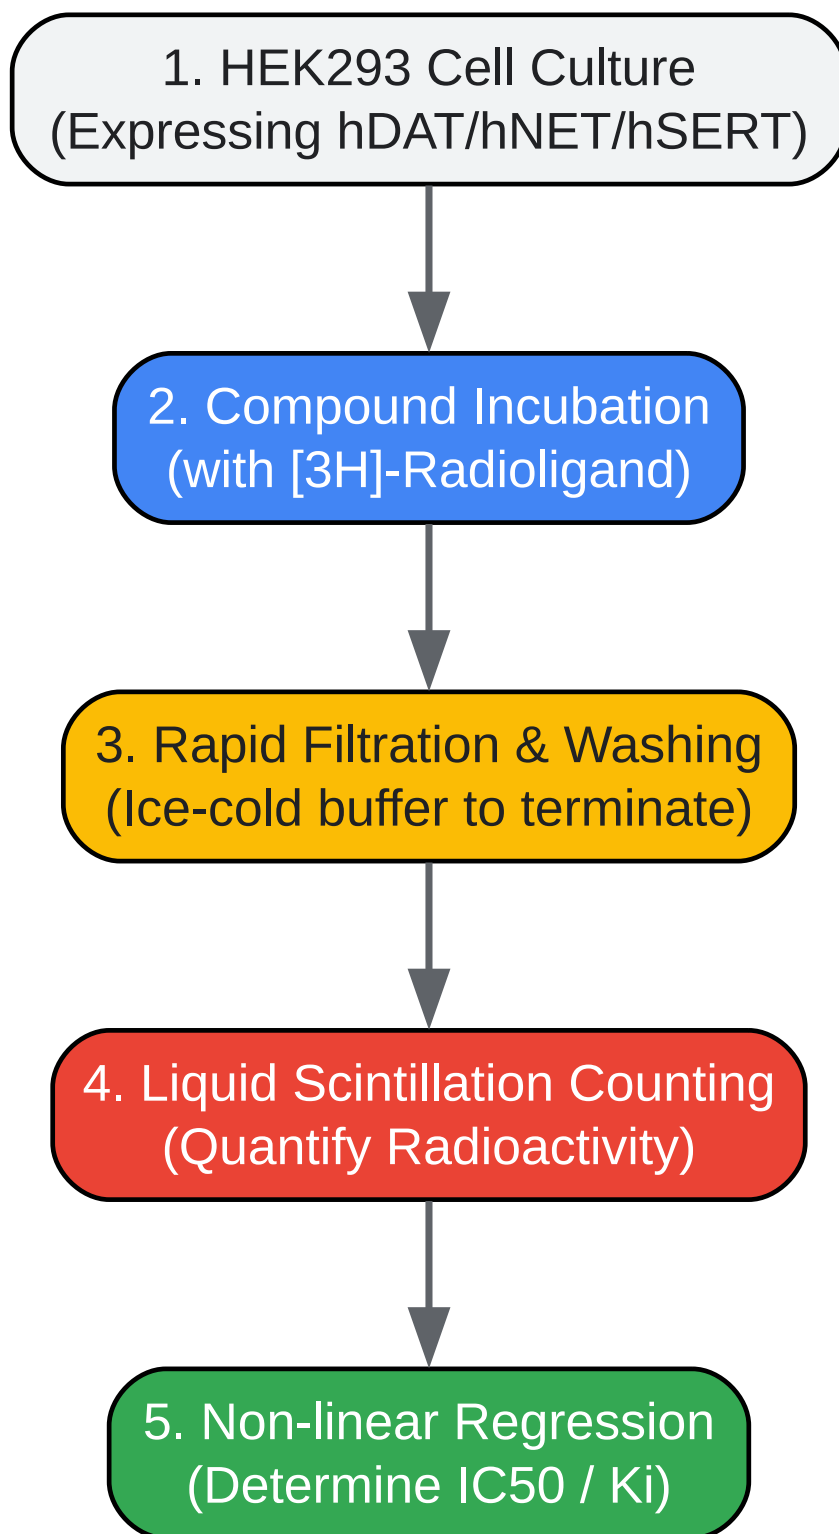 1. HEK293 Cell Culture
(Expressing hDAT/hNET/hSERT)
2. Compound Incubation
(with [3H]-Radioligand)
3. Rapid Filtration & Washing
(Ice-cold buffer to terminate)
4. Liquid Scintillation Counting
(Quantify Radioactivity)
5. Non-linear Regression
(Determine IC50 / Ki)